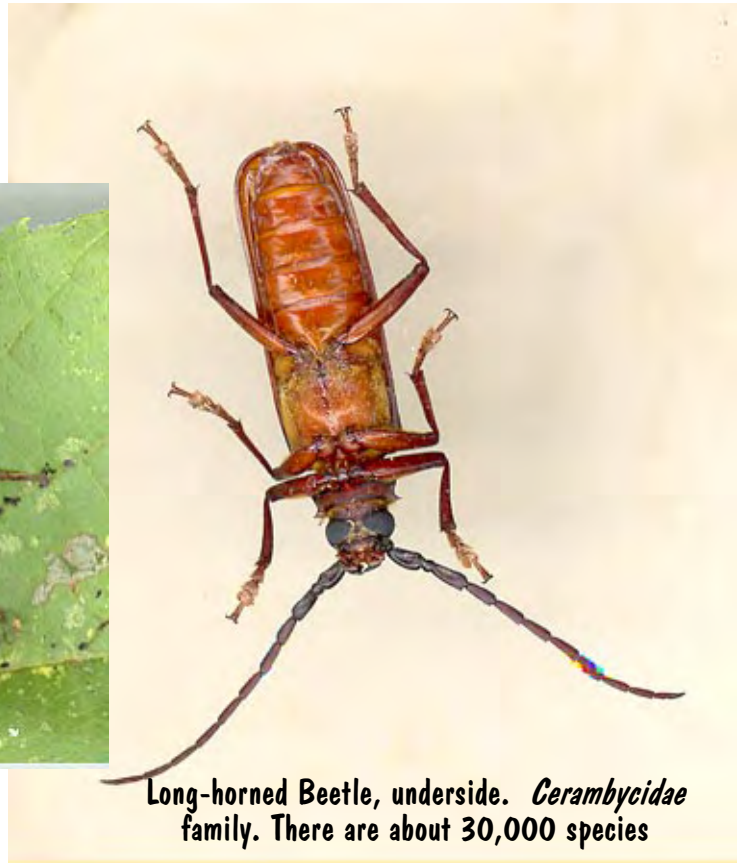 Long-horned Beetle, underside. Cerambycidae
family. There are about 30,000 species